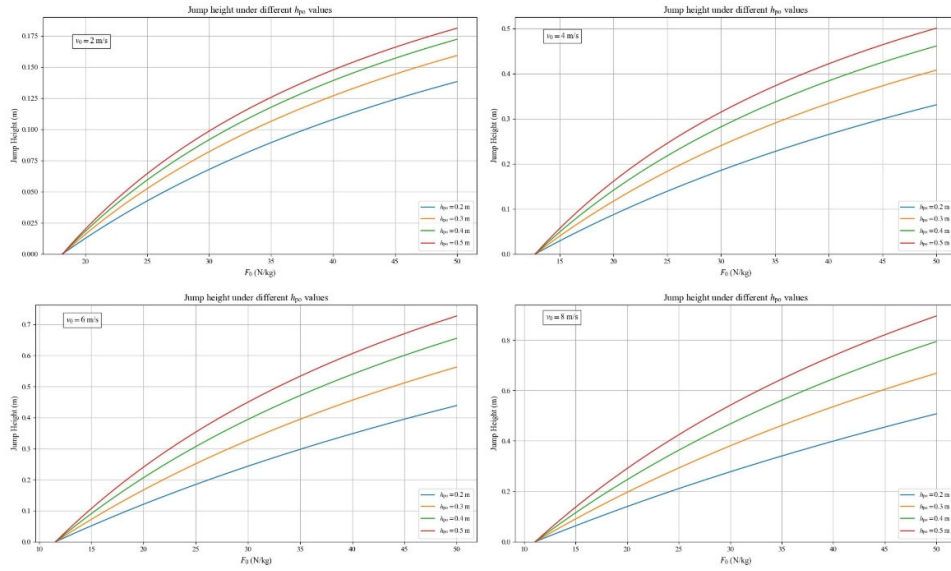 Jump height under different h_po values
v₀ = 2 m/s
Jump Height (m)
0.175
0.150
0.125
0.100
0.075
0.050
0.025
0.000
20 25 30 35 40 45 50
F₀ (N/kg)
h_po = 0.2 m
h_po = 0.3 m
h_po = 0.4 m
h_po = 0.5 m
Jump height under different h_po values
v₀ = 4 m/s
Jump Height (m)
0.5
0.4
0.3
0.2
0.1
0.0
15 20 25 30 35 40 45 50
F₀ (N/kg)
h_po = 0.2 m
h_po = 0.3 m
h_po = 0.4 m
h_po = 0.5 m
Jump height under different h_po values
v₀ = 6 m/s
Jump Height (m)
0.7
0.6
0.5
0.4
0.3
0.2
0.1
0.0
10 15 20 25 30 35 40 45 50
F₀ (N/kg)
h_po = 0.2 m
h_po = 0.3 m
h_po = 0.4 m
h_po = 0.5 m
Jump height under different h_po values
v₀ = 8 m/s
Jump Height (m)
0.8
0.6
0.4
0.2
0.0
10 15 20 25 30 35 40 45 50
F₀ (N/kg)
h_po = 0.2 m
h_po = 0.3 m
h_po = 0.4 m
h_po = 0.5 m